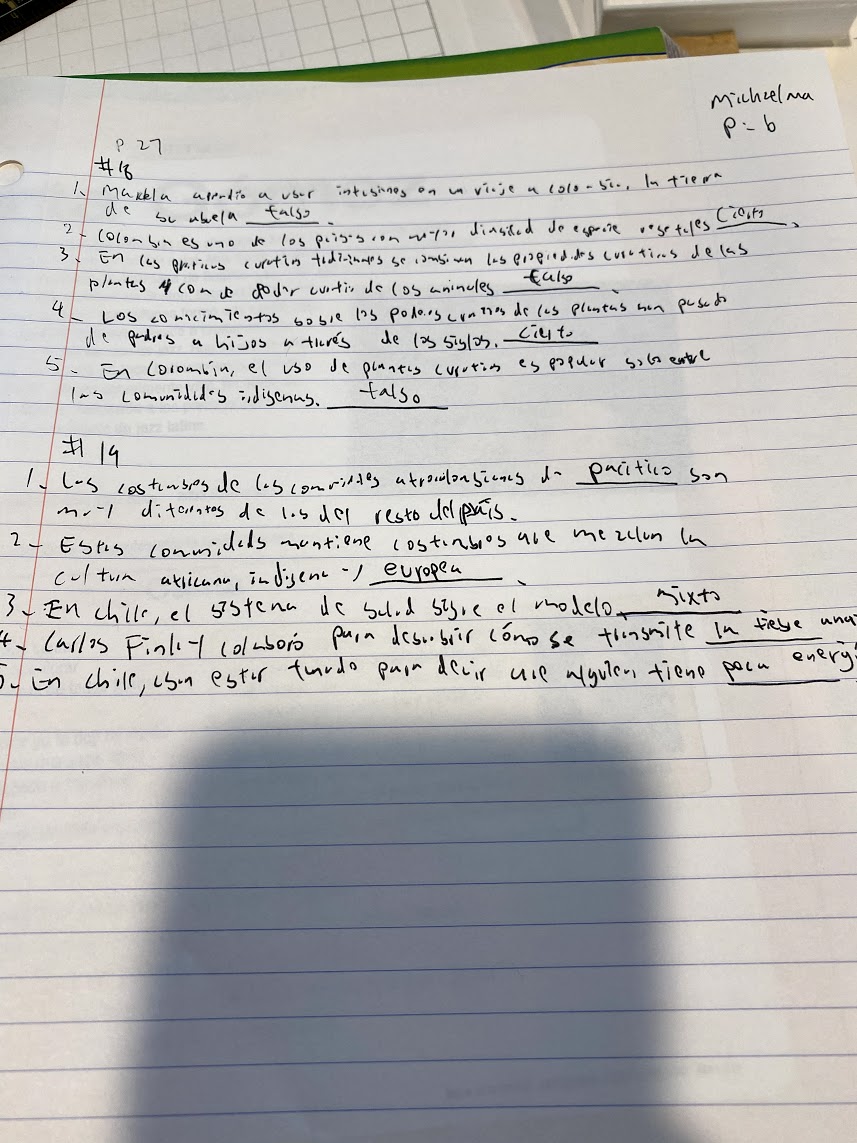 Michael ma
P-6
P 27
#18
1. Mariela aprendio a usar infusiones en un viaje a Colombia, la tierra
de su abuela falso.
2- Colombia es uno de los paises con mayor diversidad de especie vegetales Cierto.
3. En las practicas curativas tradicionales se combinan las propiedades curativas de las
plantas y con de poder curativo de los animales falso.
4- Los conocimientos sobre los poderes curativos de las plantas han pasado
de padres a hijos a través de los siglos. cierto
5- En Colombia, el uso de plantas curativas es popular solo entre
las comunidades indigenas. falso
# 19
1. Las costumbres de las comunidades afrocolombianas del pacifico son
muy diferentes de las del resto del país.
2- Estas comunidades mantiene costumbres que mezclan la
cultura africana, indigena y europea.
3- En chile, el sistema de salud sigue el modelo mixto
4- Carlos Finlay colaboró para descubrir cómo se transmite la fiebre
5- En chile, usan estar para decir que alguien tiene poca energi